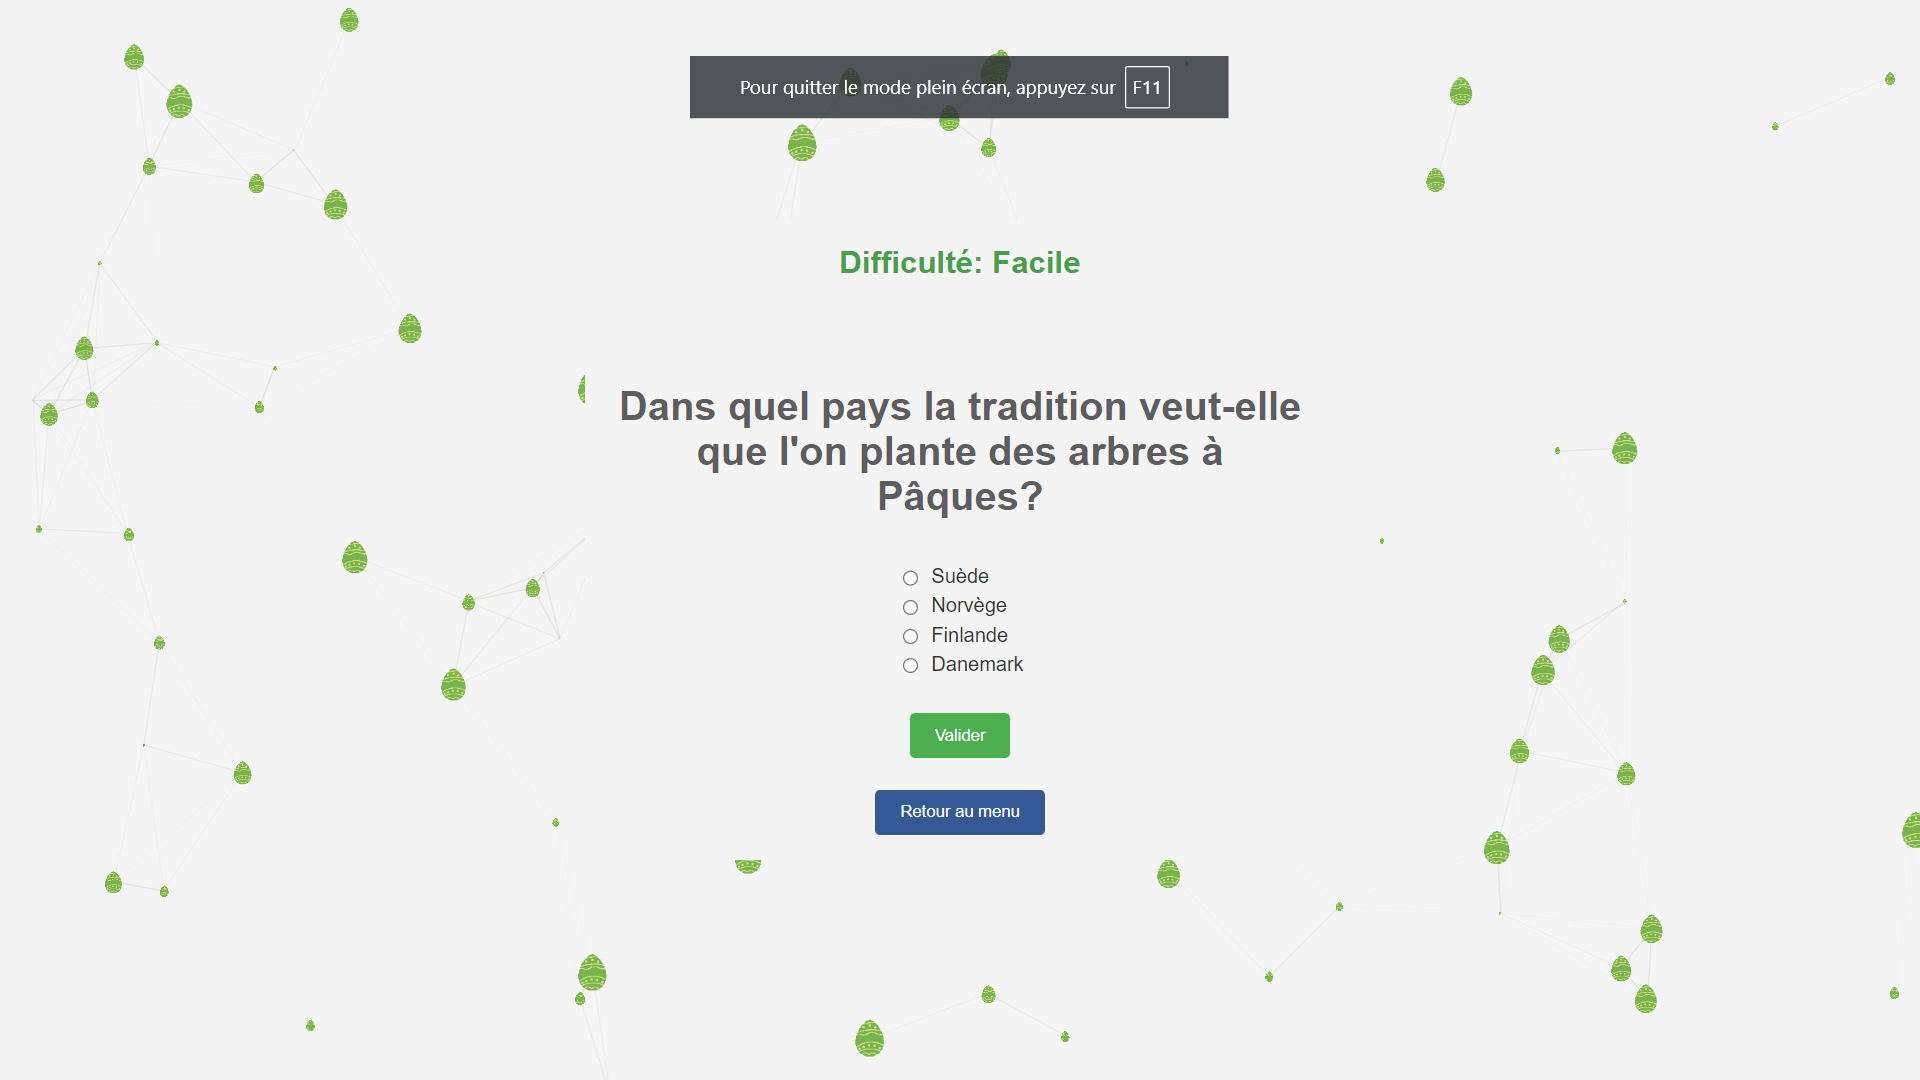 Pour quitter le mode plein écran, appuyez sur F11
Difficulté: Facile
Dans quel pays la tradition veut-elle
que l'on plante des arbres à
Pâques?
Suède
Norvège
Finlande
Danemark
Valider
Retour au menu